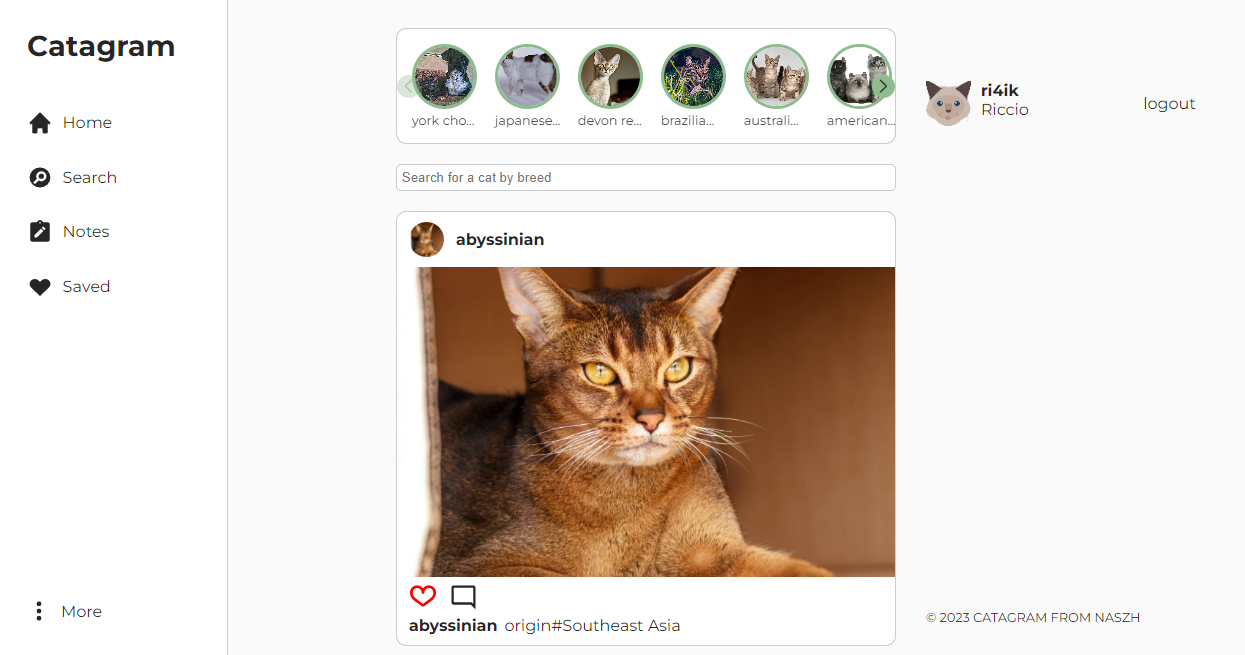 Catagram
Home
Search
Notes
Saved
More
york cho...
japanese...
devon re...
brazilia...
australi...
american...
Search for a cat by breed
abyssinian
abyssinian origin#Southeast Asia
ri4ik
Riccio
logout
© 2023 CATAGRAM FROM NASZH